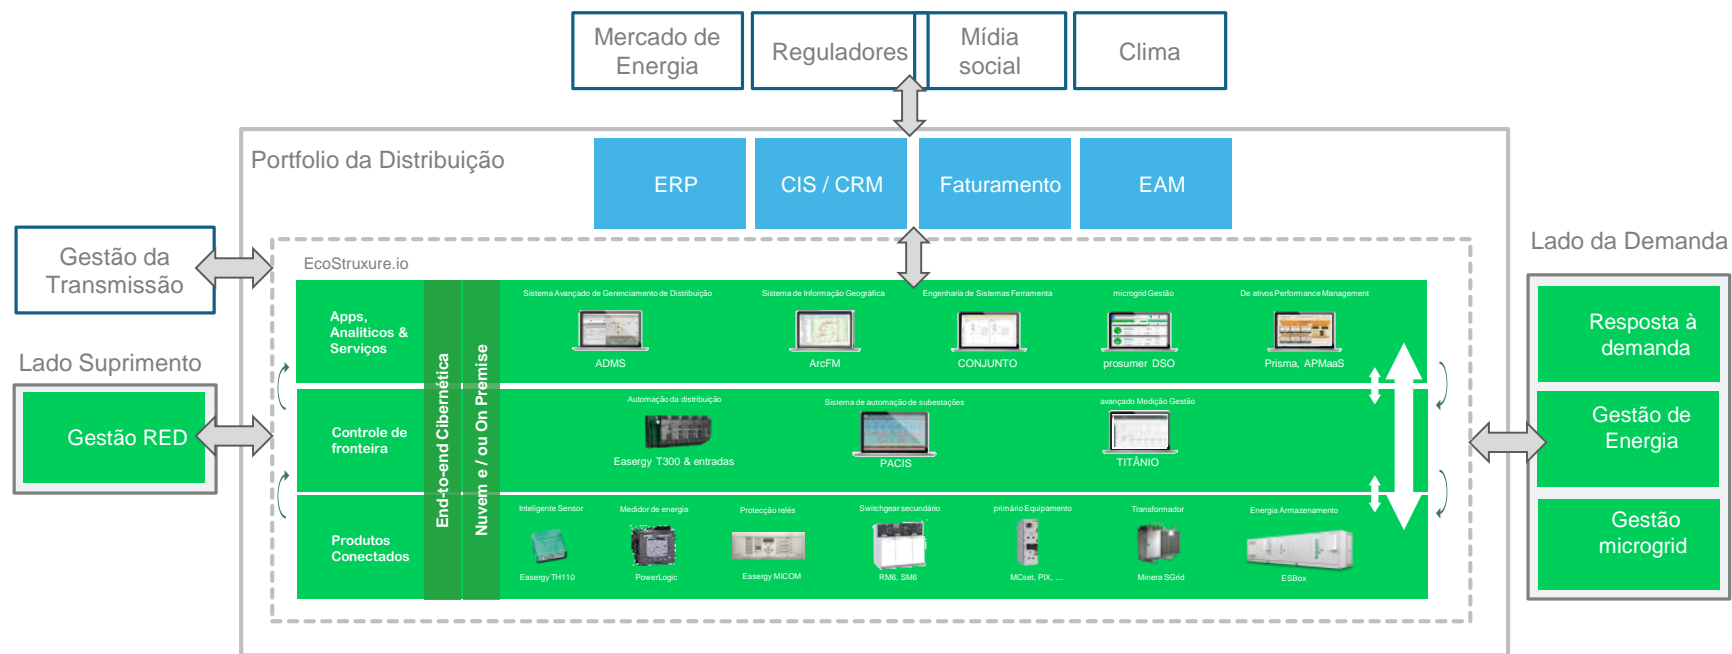 Mercado de
Energia
Reguladores
Mídia
social
Clima
Portfolio da Distribuição
ERP
CIS / CRM
Faturamento
EAM
Gestão da
Transmissão
Lado Suprimento
Gestão RED
EcoStruxure.io
Apps,
Analíticos &
Serviços
End-to-end Cibernética
Nuvem e / ou On Premise
Sistema Avançado de Gerenciamento de Distribuição
ADMS
Sistema de Informação Geográfica
ArcFM
Engenharia de Sistemas Ferramenta
CONJUNTO
microgrid Gestão
prosumer DSO
De ativos Performance Management
Prisma, APMaaS
Controle de
fronteira
Automação da distribuição
Easergy T300 & entradas
Sistema de automação de subestações
PACIS
avançado Medição Gestão
TITÂNIO
Produtos
Conectados
Inteligente Sensor
Easergy TH110
Medidor de energia
PowerLogic
Protecção relés
Easergy MICOM
Switchgear secundário
RM6, SM6
primário Equipamento
MCset, PIX, ...
Transformador
Minera SGrid
Energia Armazenamento
ESBox
Lado da Demanda
Resposta à
demanda
Gestão de
Energia
Gestão
microgrid